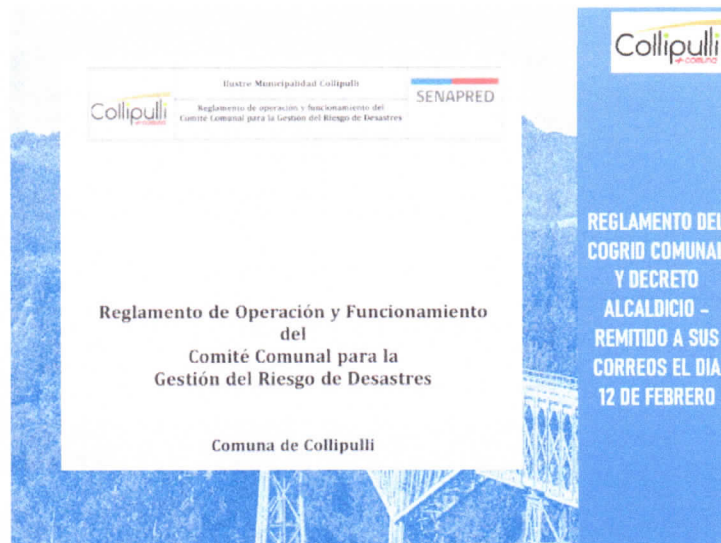 Ilustre Municipalidad Collipulli
Collipulli
comuna
Reglamento de operación y funcionamiento del
Comité Comunal para la Gestión del Riesgo de Desastres
SENAPRED
Reglamento de Operación y Funcionamiento
del
Comité Comunal para la
Gestión del Riesgo de Desastres
Comuna de Collipulli
Collipulli
comuna
REGLAMENTO DEL
COGRID COMUNAL
Y DECRETO
ALCALDICIO –
REMITIDO A SUS
CORREOS EL DIA
12 DE FEBRERO